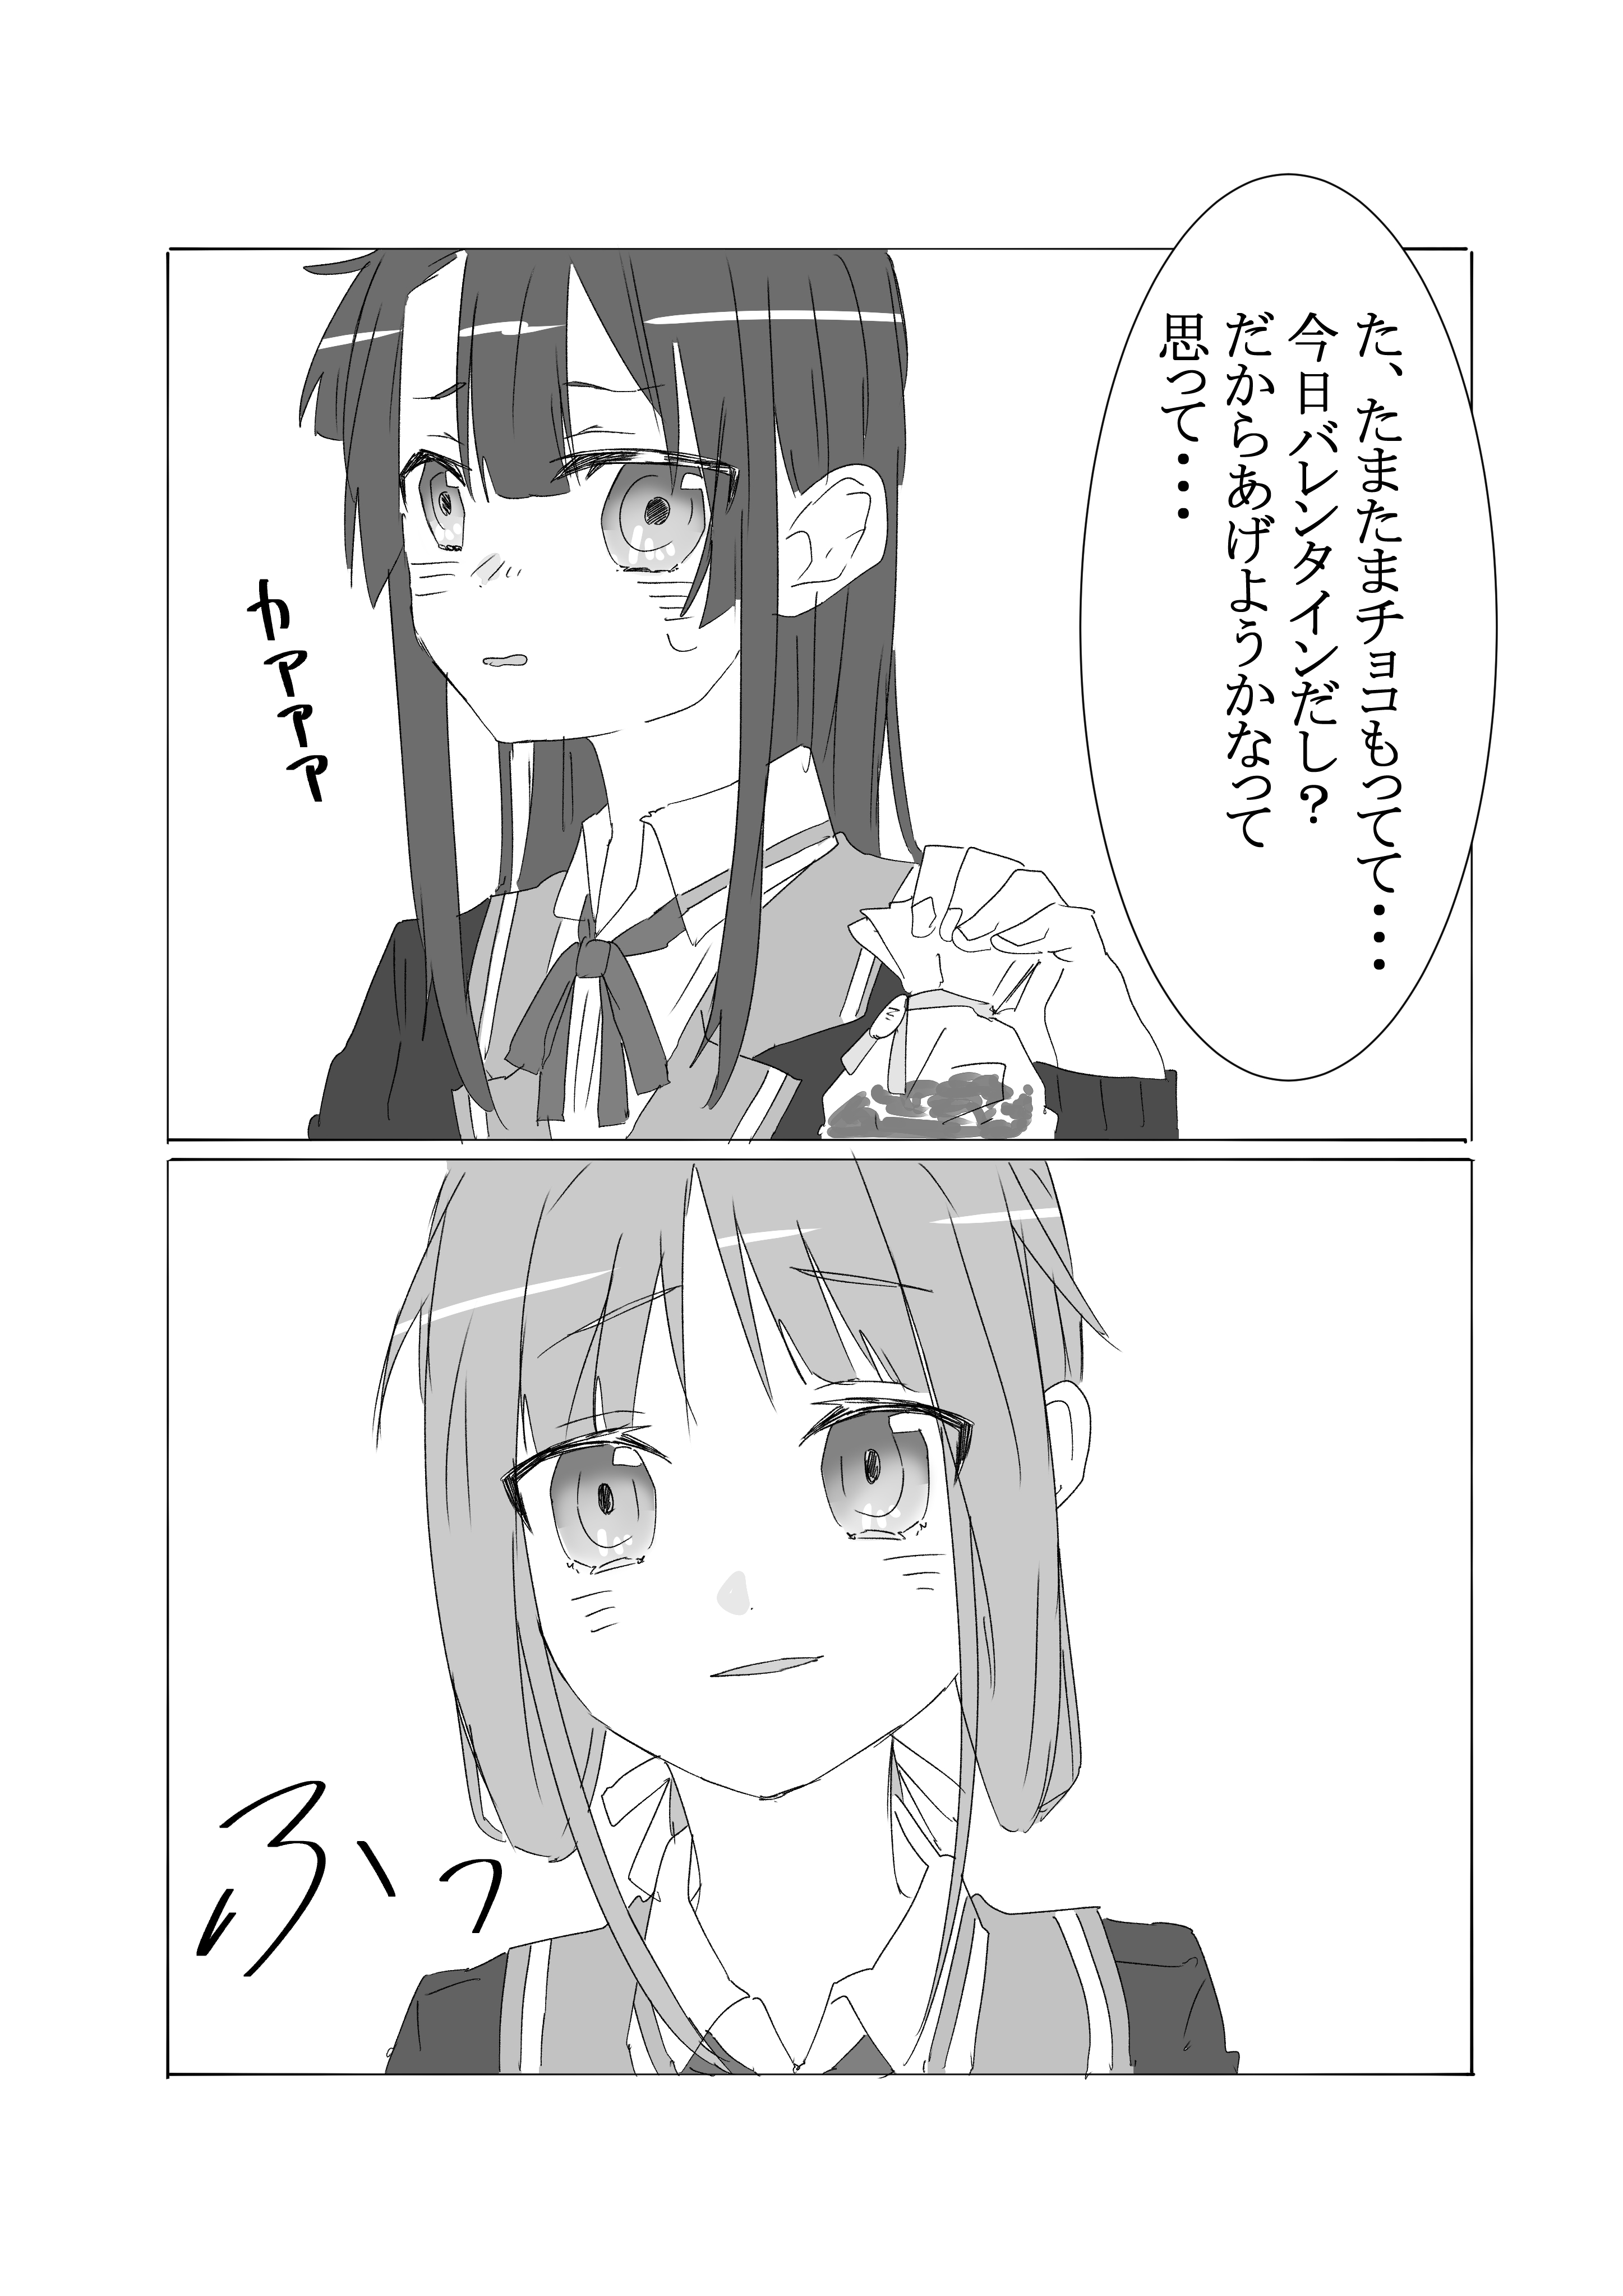 た、たまたまチョコもってて・・・
今日バレンタインだし？
だからあげようかなって
思って・・・
カァァァ
ふっ